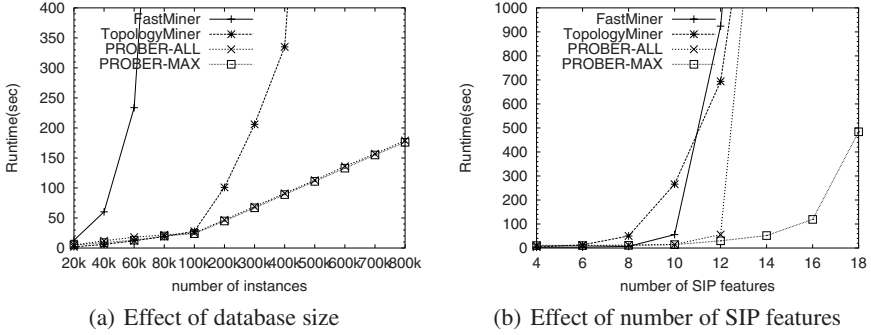 400
350
300
250
200
150
100
50
0
Runtime(sec)
FastMiner
TopologyMiner
PROBER-ALL
PROBER-MAX
20k 40k 60k 80k 100k 200k 300k 400k 500k 600k 700k 800k
number of instances
(a) Effect of database size
1000
900
800
700
600
500
400
300
200
100
0
Runtime(sec)
FastMiner
TopologyMiner
PROBER-ALL
PROBER-MAX
4 6 8 10 12 14 16 18
number of SIP features
(b) Effect of number of SIP features